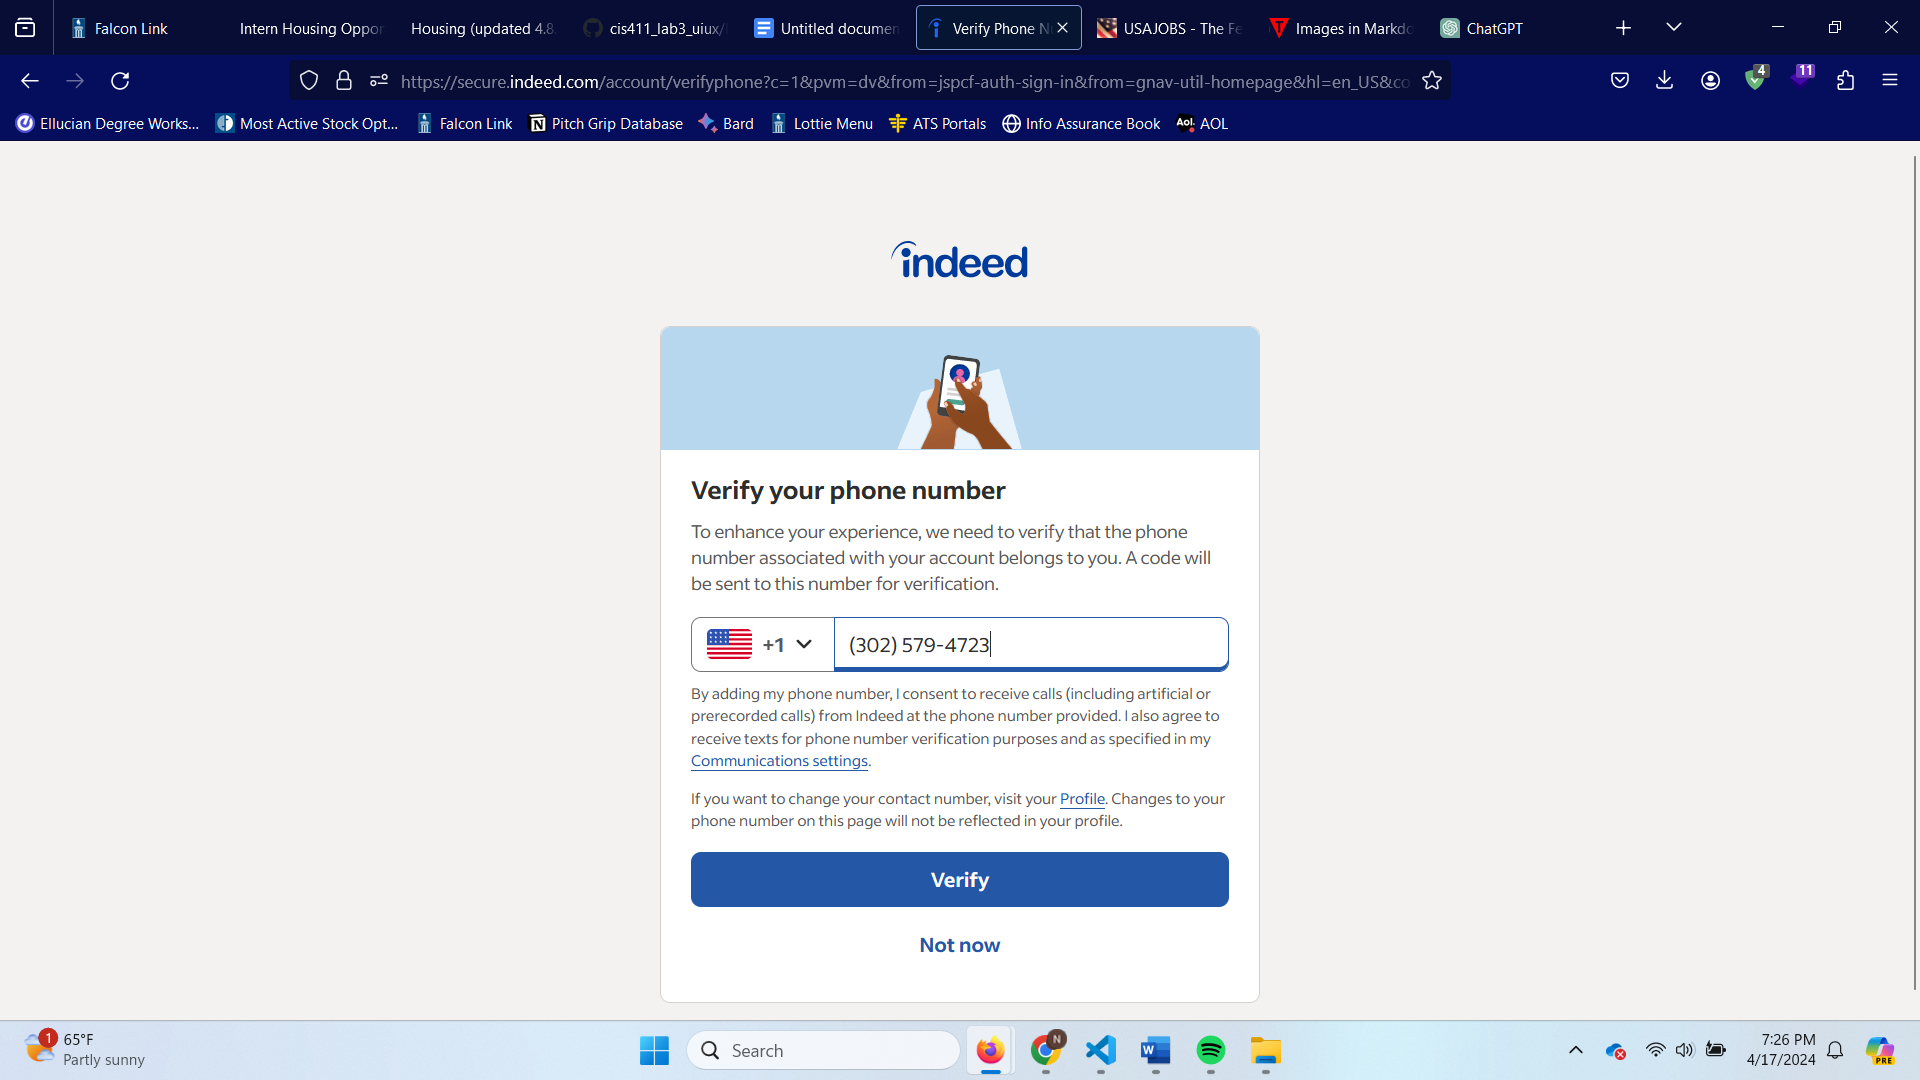 Falcon Link
Intern Housing Oppor
Housing (updated 4.8.
cis411_lab3_uiux/
Untitled documen
Verify Phone N
USAJOBS - The Fe
Images in Markdo
ChatGPT
https://secure.indeed.com/account/verifyphone?c=1&pvm=dv&from=jspcf-auth-sign-in&from=gnav-util-homepage&hl=en_US&co
4
11
Ellucian Degree Works...
Most Active Stock Opt...
Falcon Link
Pitch Grip Database
Bard
Lottie Menu
ATS Portals
Info Assurance Book
Aol.
AOL
indeed
Verify your phone number
To enhance your experience, we need to verify that the phone
number associated with your account belongs to you. A code will
be sent to this number for verification.
+1
(302) 579-4723
By adding my phone number, I consent to receive calls (including artificial or
prerecorded calls) from Indeed at the phone number provided. I also agree to
receive texts for phone number verification purposes and as specified in my
Communications settings.
If you want to change your contact number, visit your Profile. Changes to your
phone number on this page will not be reflected in your profile.
Verify
Not now
1
65°F
Partly sunny
Search
N
W
7:26 PM
4/17/2024
PRE